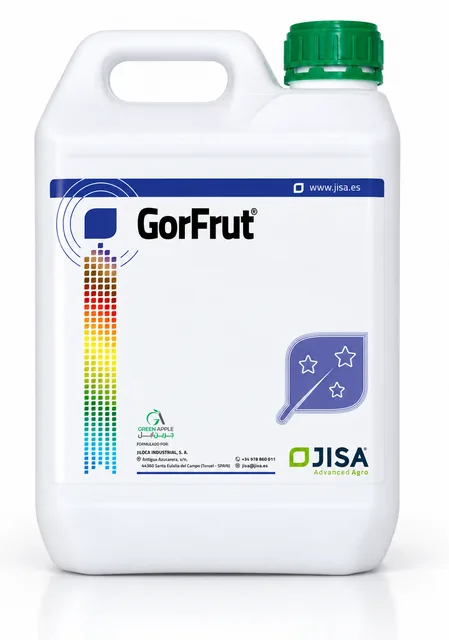 www.jisa.es
GorFrut®
GREEN APPLE
جرين أبل
FORMULADO POR:
JILOCA INDUSTRIAL, S. A.
Antigua Azucarera, s/n.
44360 Santa Eulalia del Campo (Teruel - SPAIN)
+34 978 860 011
jisa@jisa.es
JISA®
Advanced Agro